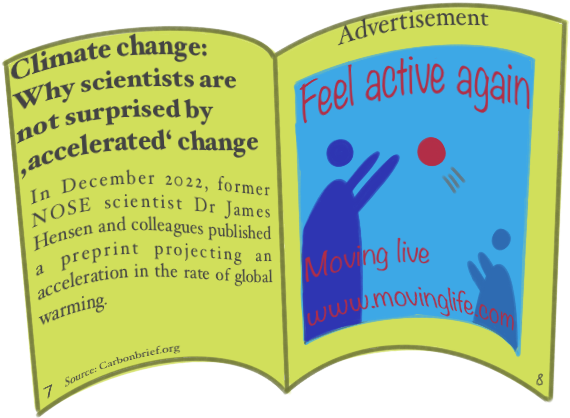 Climate change:
Why scientists are
not surprised by
‚accelerated‘ change
In December 2022, former
NOSE scientist Dr James
Hensen and colleagues published
a preprint projecting an
acceleration in the rate of global
warming.
Source: Carbonbrief.org
7
Advertisement
Feel active again
Moving live
www.movinglife.com
8